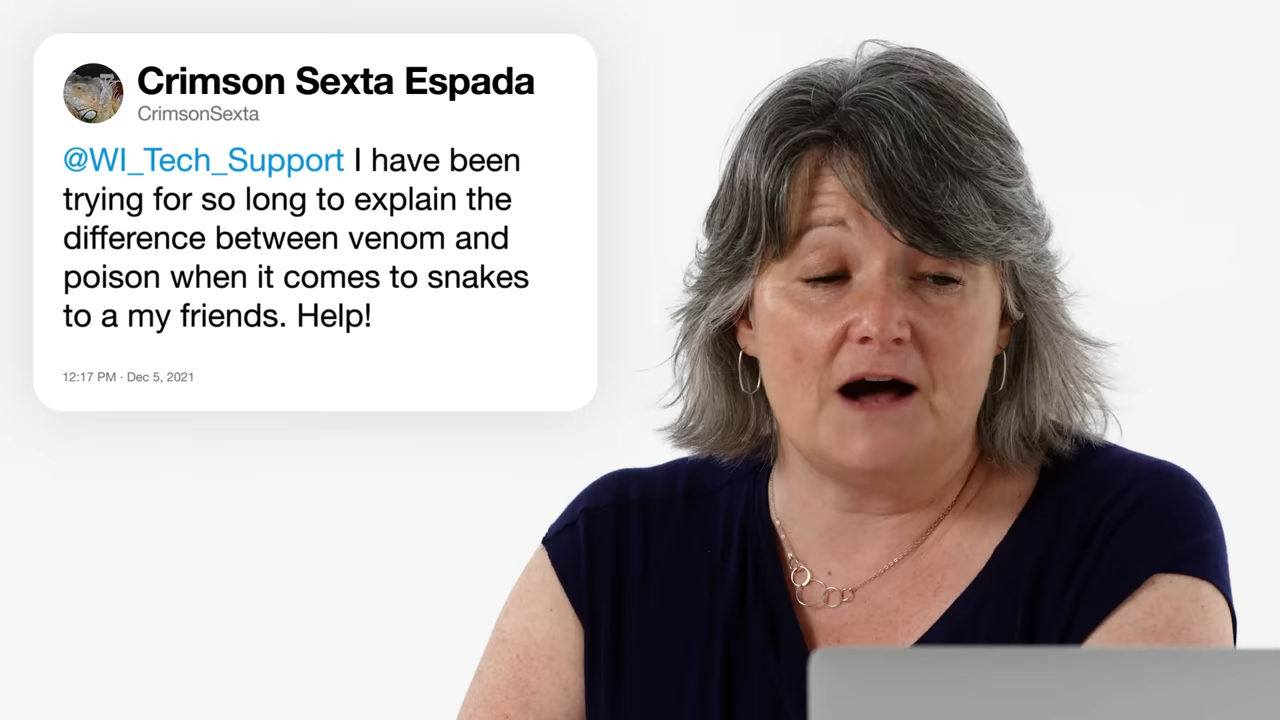 Crimson Sexta Espada
CrimsonSexta
@WI_Tech_Support I have been
trying for so long to explain the
difference between venom and
poison when it comes to snakes
to a my friends. Help!
12:17 PM · Dec 5, 2021